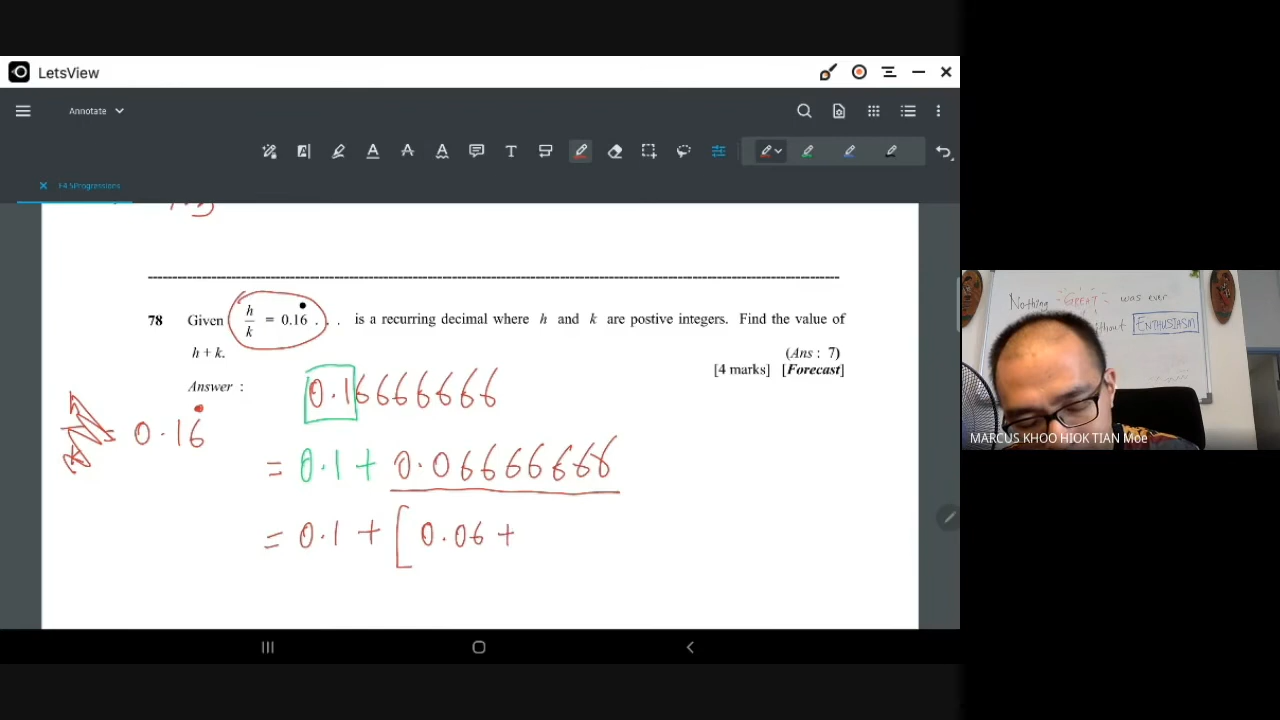 LetsView
Annotate
F4 5Progressions
78 Given h/k = 0.16̇ . . . is a recurring decimal where h and k are postive integers. Find the value of
h + k. (Ans : 7)
[4 marks] [Forecast]
Answer :
0.16666666
0.16̇
= 0.1 + 0.06666666
= 0.1 + [ 0.06 +
Nothing GREAT was ever
without ENTHUSIASM
MARCUS KHOO HIOK TIAN Moe